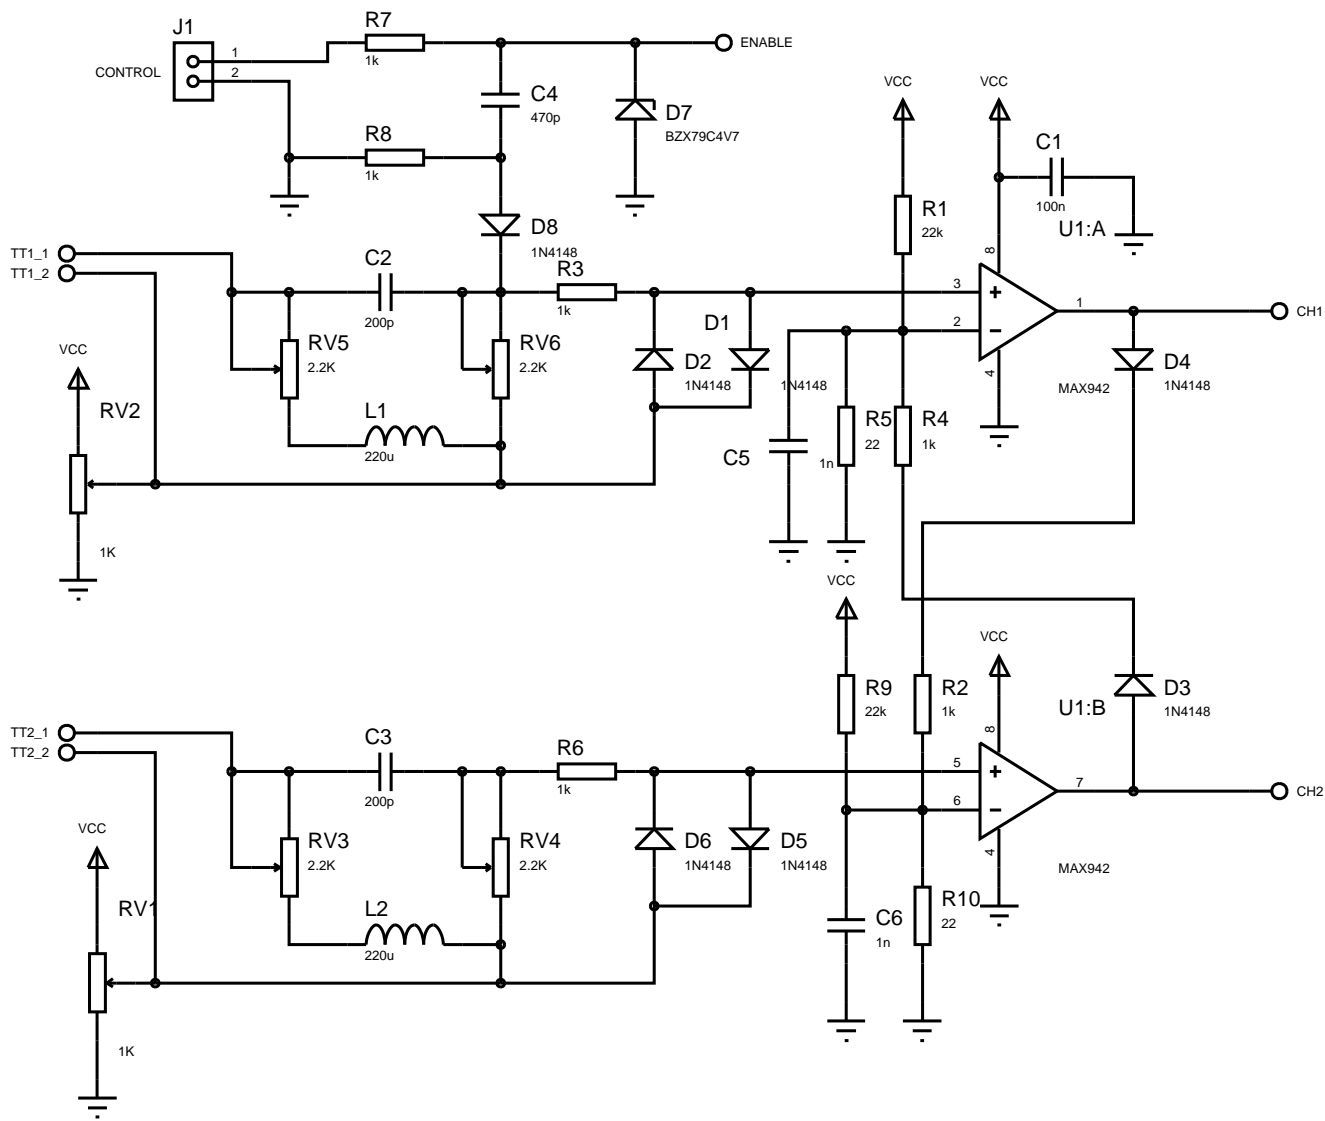 J1
CONTROL
1
2
R7
1k
ENABLE
C4
470p
D7
BZX79C4V7
R8
1k
D8
1N4148
TT1_1
TT1_2
C2
200p
R3
1k
RV5
2.2K
RV6
2.2K
L1
220u
VCC
RV2
1K
D2
1N4148
D1
1N4148
VCC
R1
22k
VCC
C1
100n
U1:A
8
3
2
1
4
MAX942
CH1
D4
1N4148
C5
1n
R5
22
R4
1k
VCC
R9
22k
R2
1k
VCC
U1:B
D3
1N4148
8
5
6
7
4
MAX942
CH2
TT2_1
TT2_2
C3
200p
R6
1k
RV3
2.2K
RV4
2.2K
L2
220u
VCC
RV1
1K
D6
1N4148
D5
1N4148
C6
1n
R10
22